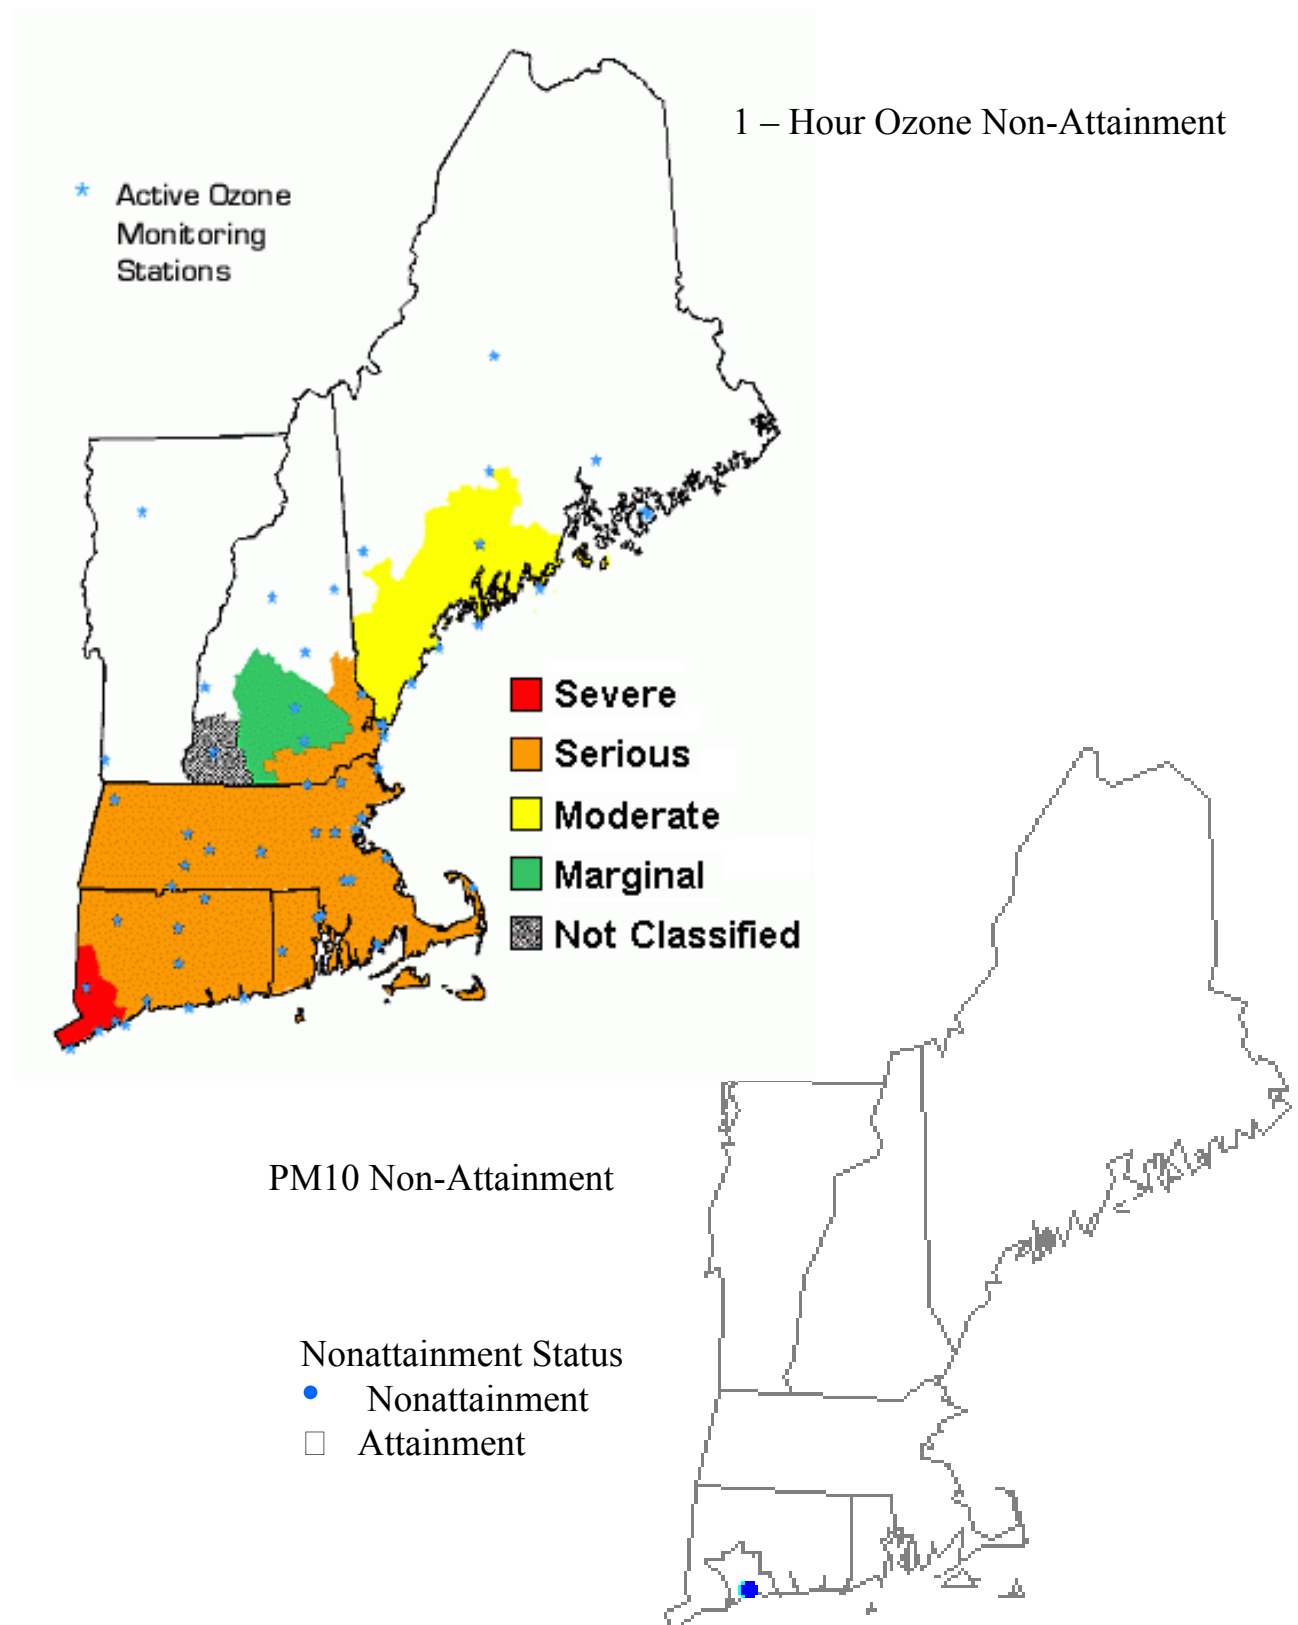 1 – Hour Ozone Non-Attainment
* Active Ozone
Monitoring
Stations
Severe
Serious
Moderate
Marginal
Not Classified
PM10 Non-Attainment
Nonattainment Status
Nonattainment
Attainment